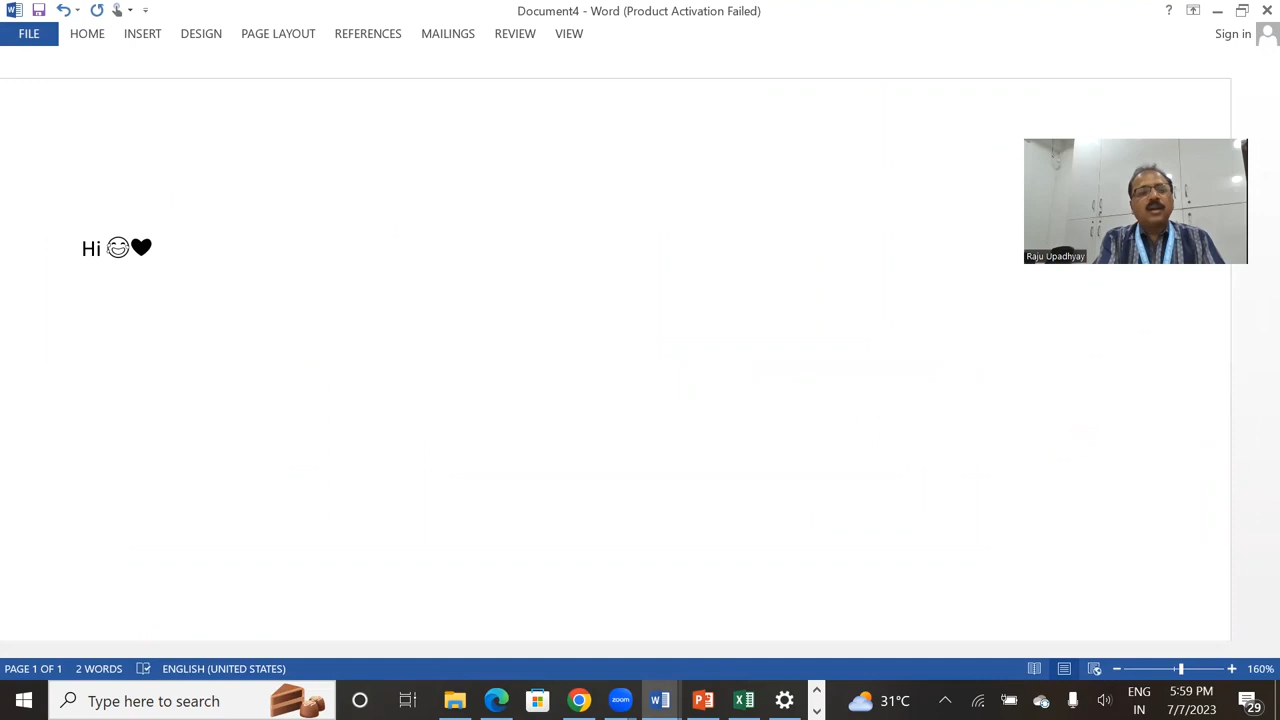 Document4 - Word (Product Activation Failed)
?
FILE HOME INSERT DESIGN PAGE LAYOUT REFERENCES MAILINGS REVIEW VIEW Sign in
Hi 😂♥
Raju Upadhyay
PAGE 1 OF 1 2 WORDS ENGLISH (UNITED STATES) 160%
Type here to search zoom 31°C ENG 5:59 PM
IN 7/7/2023 29